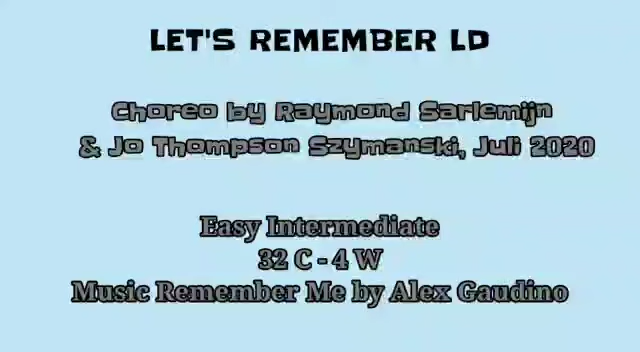 LET'S REMEMBER LD
Choreo by Raymond Sarlemijn
& Jo Thompson Szymanski, Juli 2020
Easy Intermediate
32 C - 4 W
Music Remember Me by Alex Gaudino